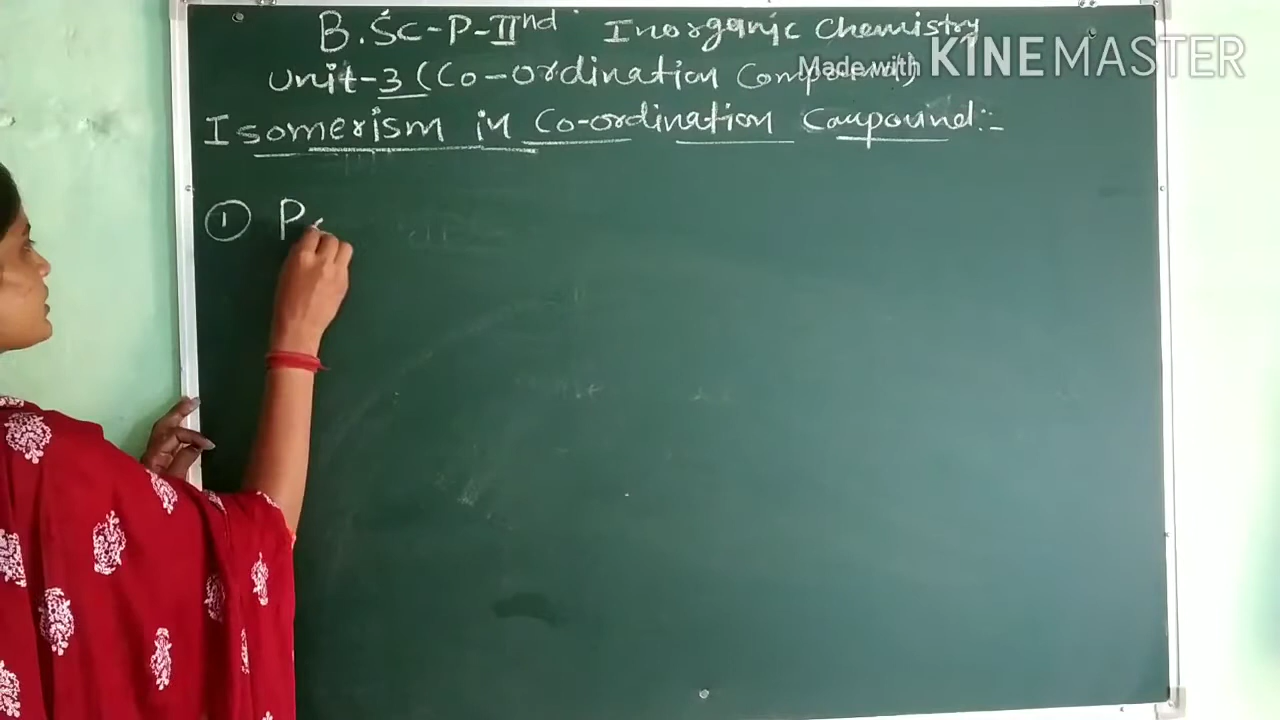 B.Sc-P-IInd Inorganic Chemistry
Unit-3 (Co-ordination Compound)
Made with KINEMASTER
Isomerism in Co-ordination Compound:-
① P